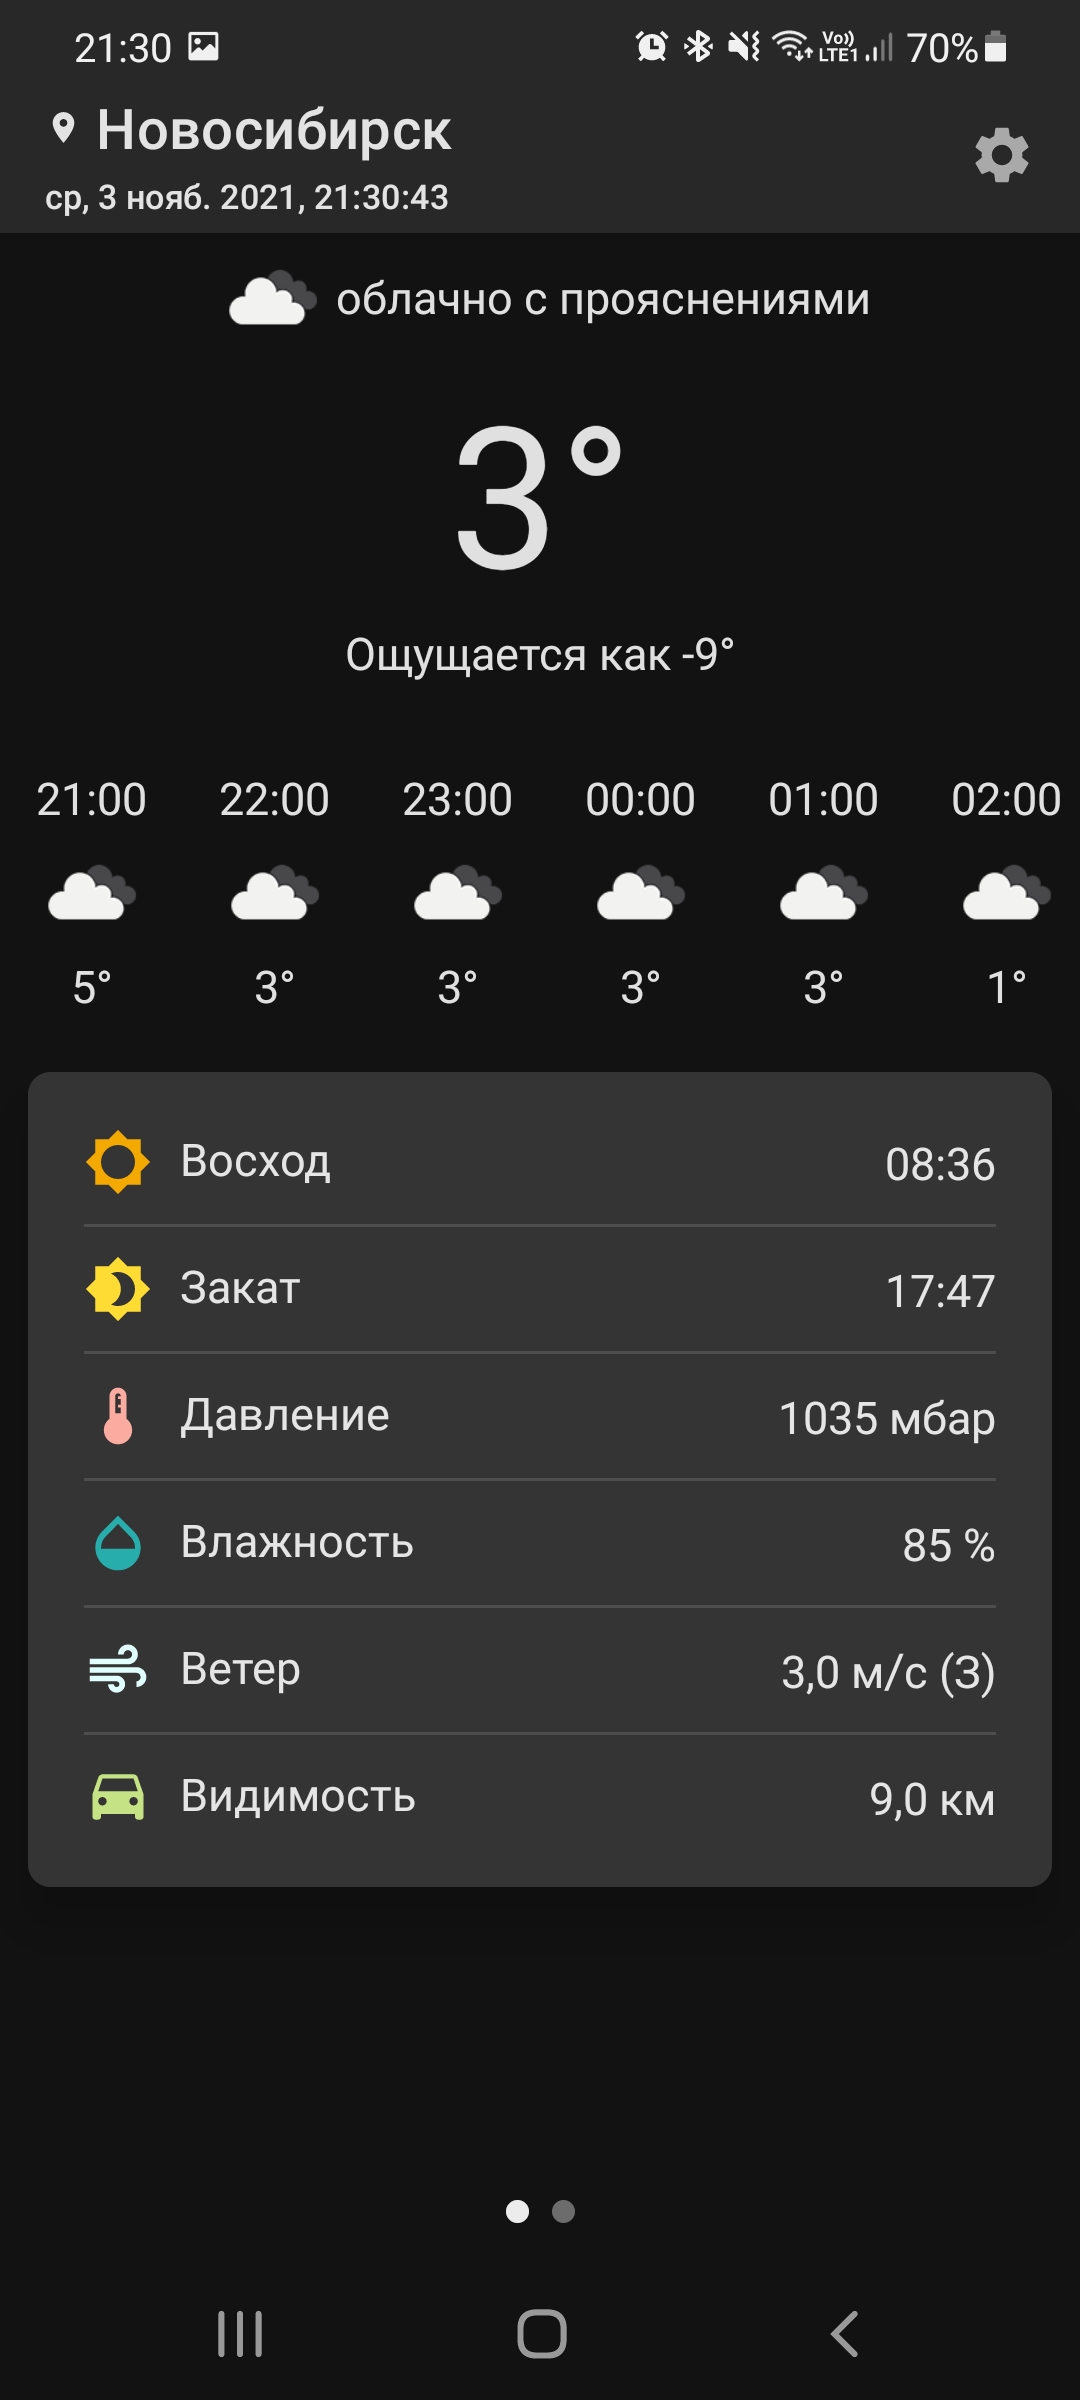 21:30
Vo)) LTE1 70%
Новосибирск
ср, 3 нояб. 2021, 21:30:43
облачно с прояснениями
3°
Ощущается как -9°
21:00 22:00 23:00 00:00 01:00 02:00
5° 3° 3° 3° 3° 1°
Восход 08:36
Закат 17:47
Давление 1035 мбар
Влажность 85 %
Ветер 3,0 м/с (З)
Видимость 9,0 км